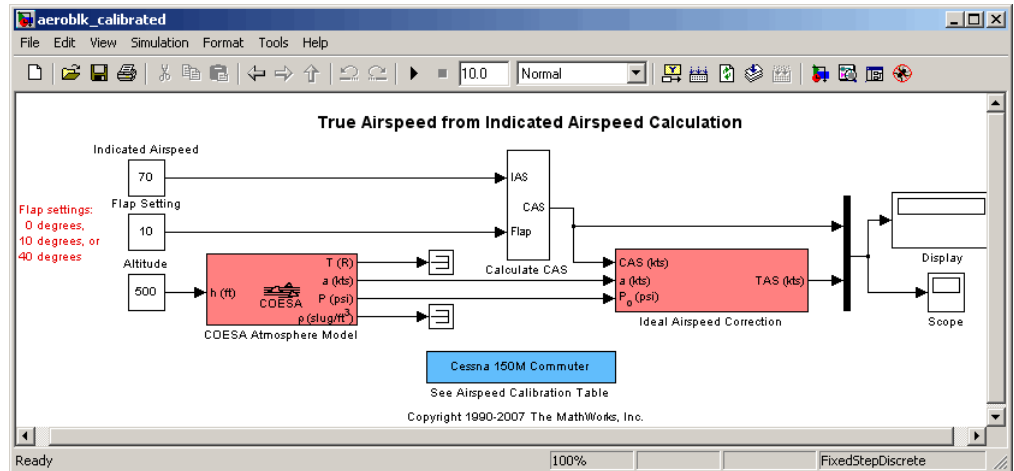 aeroblk_calibrated
File Edit View Simulation Format Tools Help
10.0 Normal
True Airspeed from Indicated Airspeed Calculation
Indicated Airspeed
70
IAS
CAS
Flap
Calculate CAS
Flap settings:
0 degrees,
10 degrees, or
40 degrees
Flap Setting
10
Altitude
500
h (ft)
COESA
T (R)
a (kts)
P (psi)
ρ (slug/ft³)
COESA Atmosphere Model
CAS (kts)
a (kts)
P₀ (psi)
TAS (kts)
Ideal Airspeed Correction
Display
Scope
Cessna 150M Commuter
See Airspeed Calibration Table
Copyright 1990-2007 The MathWorks, Inc.
Ready 100% FixedStepDiscrete